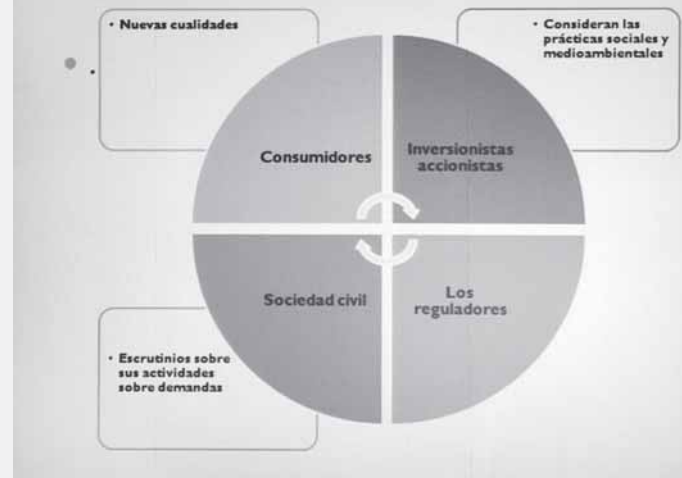 • Nuevas cualidades
• Consideran las
prácticas sociales y
medioambientales
Consumidores
Inversionistas
accionistas
Sociedad civil
Los
reguladores
• Escrutinios sobre
sus actividades
sobre demandas